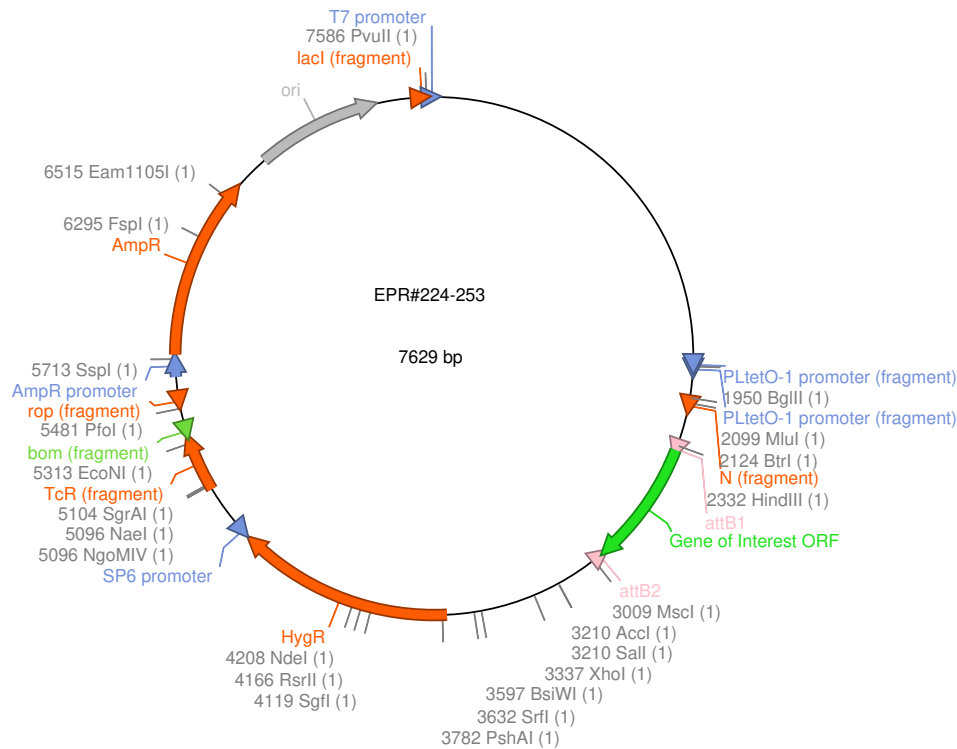 T7 promoter
7586 PvuII (1)
lacI (fragment)
ori
6515 Eam1105I (1)
6295 FspI (1)
AmpR
EPR#224-253
7629 bp
5713 SspI (1)
AmpR promoter
rop (fragment)
5481 PfoI (1)
bom (fragment)
5313 EcoNI (1)
TcR (fragment)
5104 SgrAI (1)
5096 NaeI (1)
5096 NgoMIV (1)
SP6 promoter
PLtetO-1 promoter (fragment)
1950 BglII (1)
PLtetO-1 promoter (fragment)
2099 MluI (1)
2124 BtrI (1)
N (fragment)
2332 HindIII (1)
attB1
Gene of Interest ORF
attB2
3009 MscI (1)
3210 AccI (1)
3210 SalI (1)
3337 XhoI (1)
3597 BsiWI (1)
3632 SrfI (1)
3782 PshAI (1)
HygR
4208 NdeI (1)
4166 RsrII (1)
4119 SgfI (1)